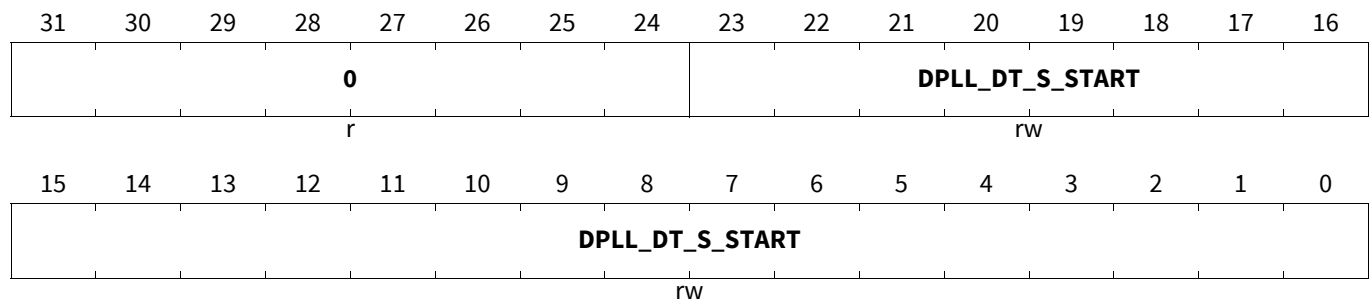 31 30 29 28 27 26 25 24 23 22 21 20 19 18 17 16
0 DPLL_DT_S_START
r rw
15 14 13 12 11 10 9 8 7 6 5 4 3 2 1 0
DPLL_DT_S_START
rw